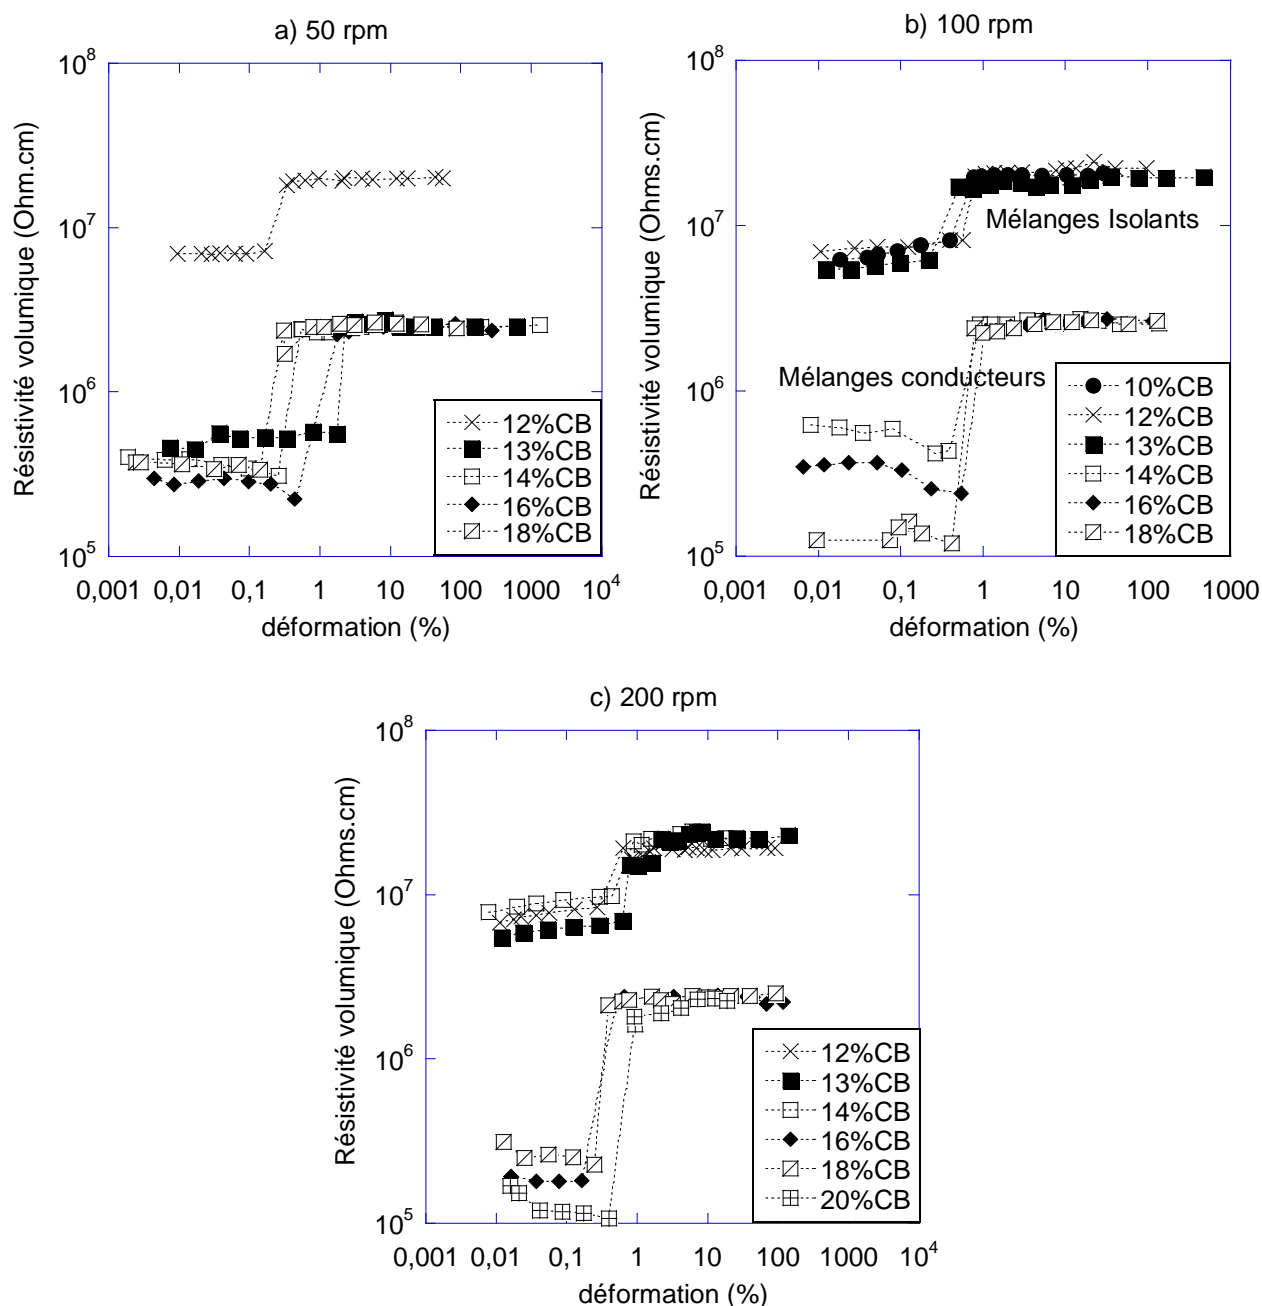 a) 50 rpm
Résistivité volumique (Ohm.cm)
10^8
10^7
10^6
10^5
12%CB
13%CB
14%CB
16%CB
18%CB
0,001 0,01 0,1 1 10 100 1000 10^4
déformation (%)
b) 100 rpm
Résistivité volumique (Ohms.cm)
10^8
10^7
10^6
10^5
Mélanges Isolants
Mélanges conducteurs
10%CB
12%CB
13%CB
14%CB
16%CB
18%CB
0,001 0,01 0,1 1 10 100 1000
déformation (%)
c) 200 rpm
Résistivité volumique (Ohms.cm)
10^8
10^7
10^6
10^5
12%CB
13%CB
14%CB
16%CB
18%CB
20%CB
0,001 0,01 0,1 1 10 100 1000 10^4
déformation (%)